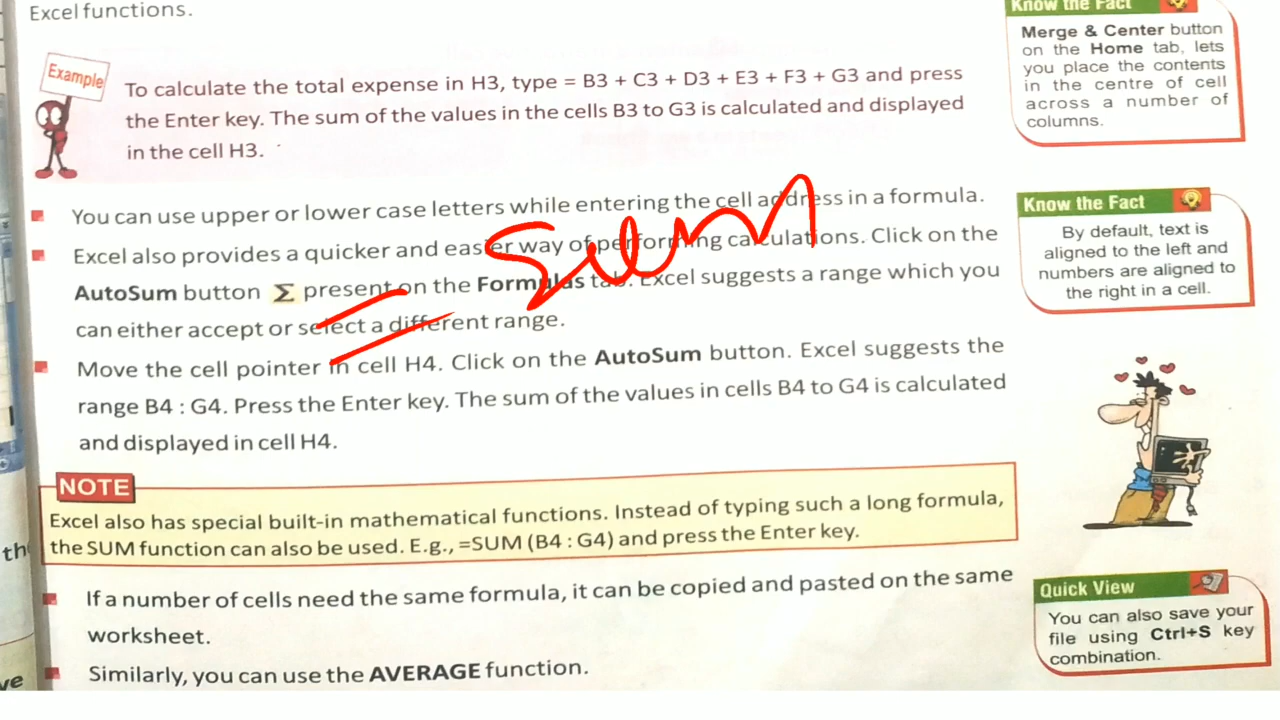 Excel functions.
Example
To calculate the total expense in H3, type = B3 + C3 + D3 + E3 + F3 + G3 and press
the Enter key. The sum of the values in the cells B3 to G3 is calculated and displayed
in the cell H3.
You can use upper or lower case letters while entering the cell address in a formula.
Excel also provides a quicker and easier way of performing calculations. Click on the
AutoSum button Σ present on the Formulas tab. Excel suggests a range which you
can either accept or select a different range.
= Sum
Move the cell pointer in cell H4. Click on the AutoSum button. Excel suggests the
range B4 : G4. Press the Enter key. The sum of the values in cells B4 to G4 is calculated
and displayed in cell H4.
NOTE
Excel also has special built-in mathematical functions. Instead of typing such a long formula,
the SUM function can also be used. E.g., =SUM (B4 : G4) and press the Enter key.
If a number of cells need the same formula, it can be copied and pasted on the same
worksheet.
Similarly, you can use the AVERAGE function.
Know the Fact
Merge & Center button
on the Home tab, lets
you place the contents
in the centre of cell
across a number of
columns.
Know the Fact
By default, text is
aligned to the left and
numbers are aligned to
the right in a cell.
Quick View
You can also save your
file using Ctrl+S key
combination.